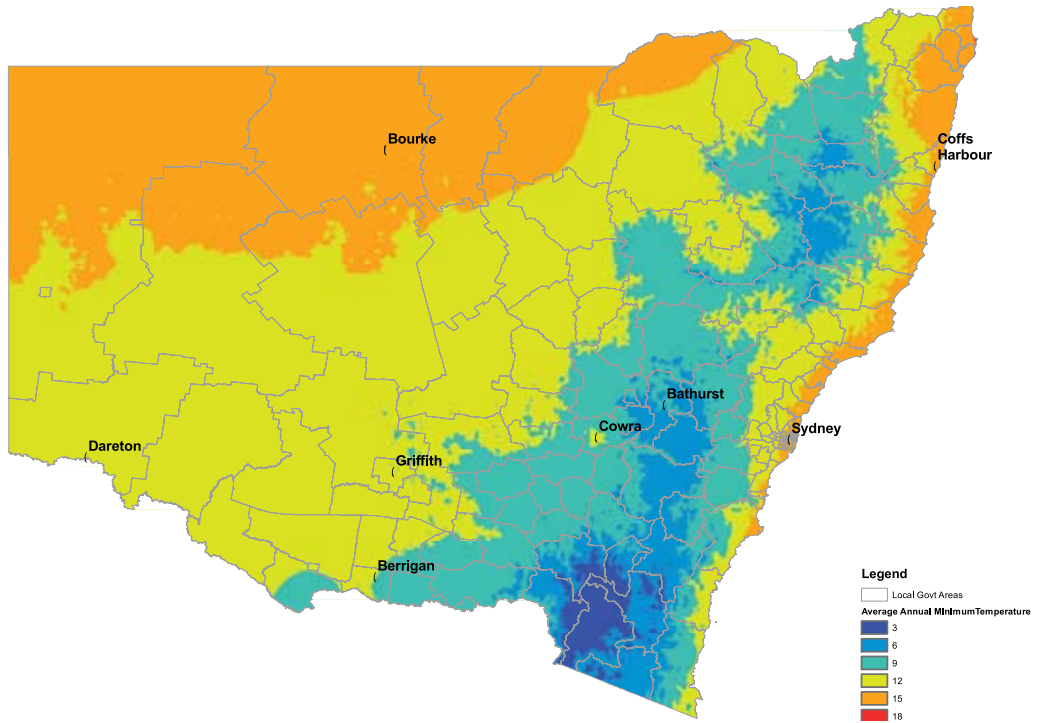 Bourke
Coffs
Harbour
Bathurst
Cowra
Sydney
Dareton
Griffith
Berrigan
Legend
Local Govt Areas
Average Annual MinimumTemperature
3
6
9
12
15
18